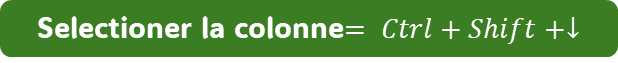 Selectioner la colonne= Ctrl + Shift +↓